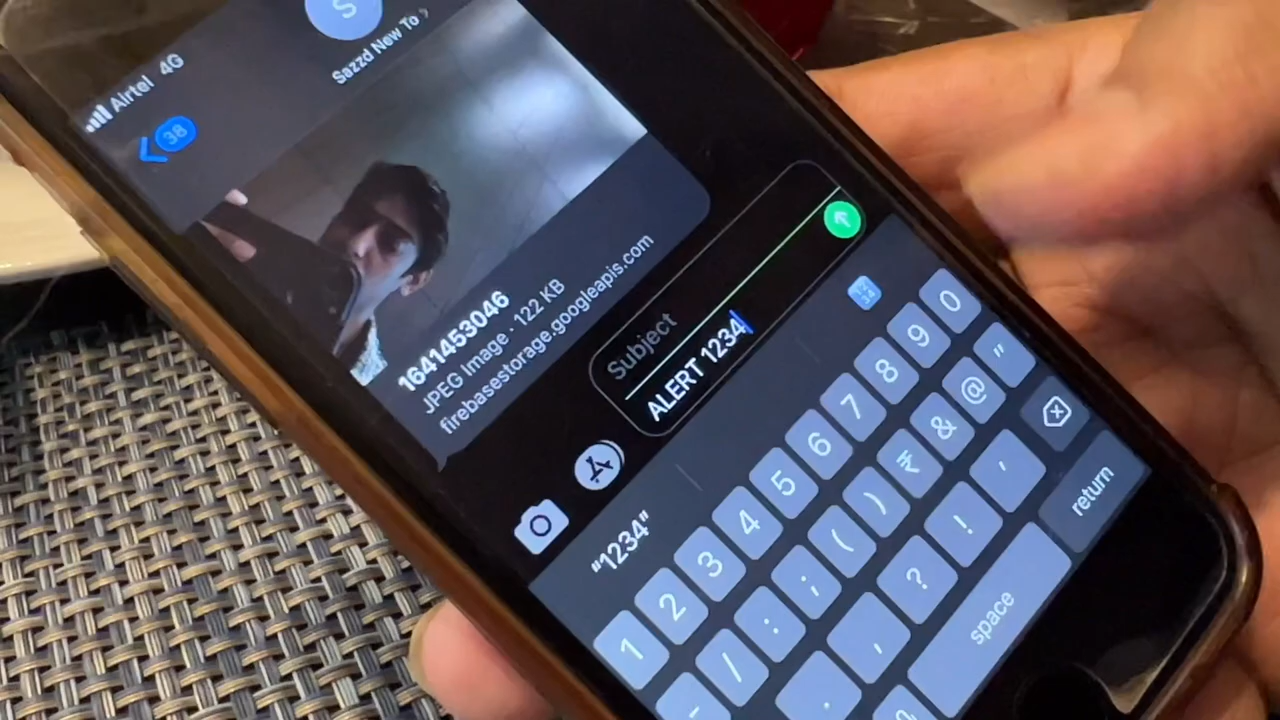 Airtel 4G
38
S
Sazzd New To
1641453046
JPEG Image · 122 KB
firebasestorage.googleapis.com
Subject
ALERT 1234
"1234"
1 2 3 4 5 6 7 8 9 0
/ : ; ( ) ₹ & @ "
. , ? ! '
space
return